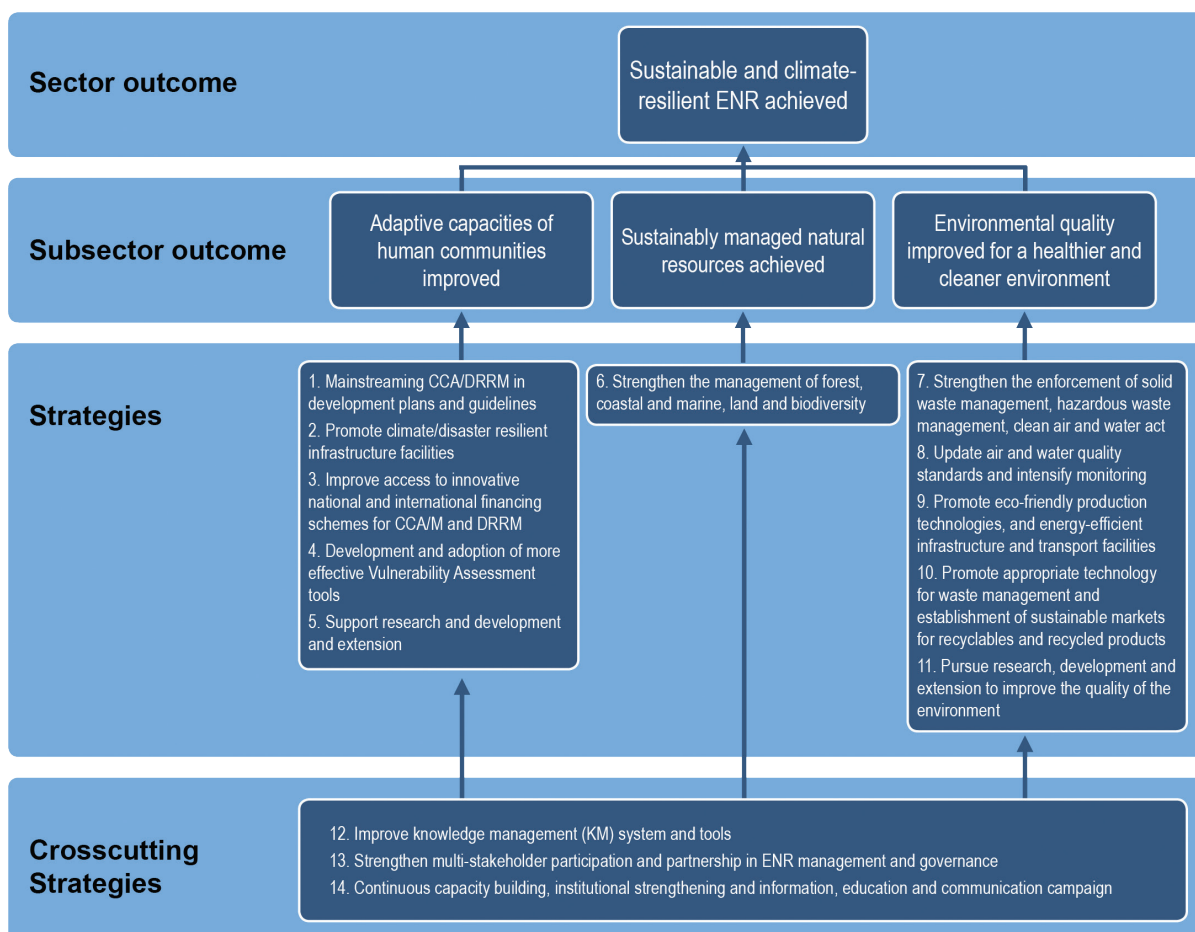 Sector outcome
Sustainable and climate-
resilient ENR achieved
Subsector outcome
Adaptive capacities of
human communities
improved
Sustainably managed natural
resources achieved
Environmental quality
improved for a healthier and
cleaner environment
Strategies
1. Mainstreaming CCA/DRRM in
development plans and guidelines
2. Promote climate/disaster resilient
infrastructure facilities
3. Improve access to innovative
national and international financing
schemes for CCA/M and DRRM
4. Development and adoption of more
effective Vulnerability Assessment
tools
5. Support research and development
and extension
6. Strengthen the management of forest,
coastal and marine, land and biodiversity
7. Strengthen the enforcement of solid
waste management, hazardous waste
management, clean air and water act
8. Update air and water quality
standards and intensify monitoring
9. Promote eco-friendly production
technologies, and energy-efficient
infrastructure and transport facilities
10. Promote appropriate technology
for waste management and
establishment of sustainable markets
for recyclables and recycled products
11. Pursue research, development and
extension to improve the quality of the
environment
Crosscutting
Strategies
12. Improve knowledge management (KM) system and tools
13. Strengthen multi-stakeholder participation and partnership in ENR management and governance
14. Continuous capacity building, institutional strengthening and information, education and communication campaign